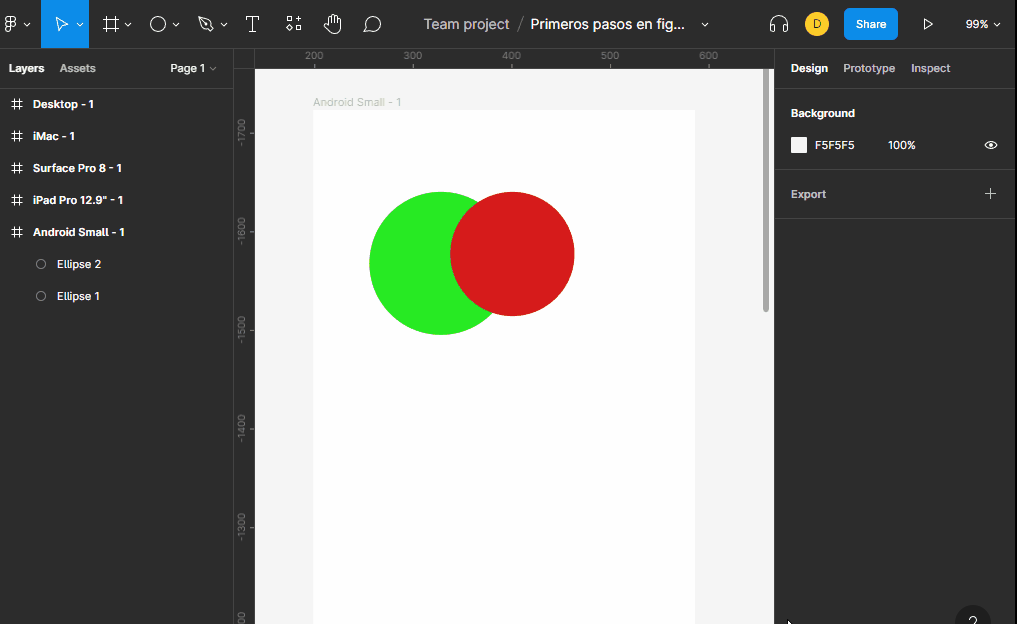 Team project / Primeros pasos en fig...
D
Share
99%
Layers
Assets
Page 1
Design
Prototype
Inspect
200
300
400
500
600
Desktop - 1
iMac - 1
Surface Pro 8 - 1
iPad Pro 12.9" - 1
Android Small - 1
Ellipse 2
Ellipse 1
Android Small - 1
-1700
-1600
-1500
-1400
-1300
Background
F5F5F5
100%
Export
?